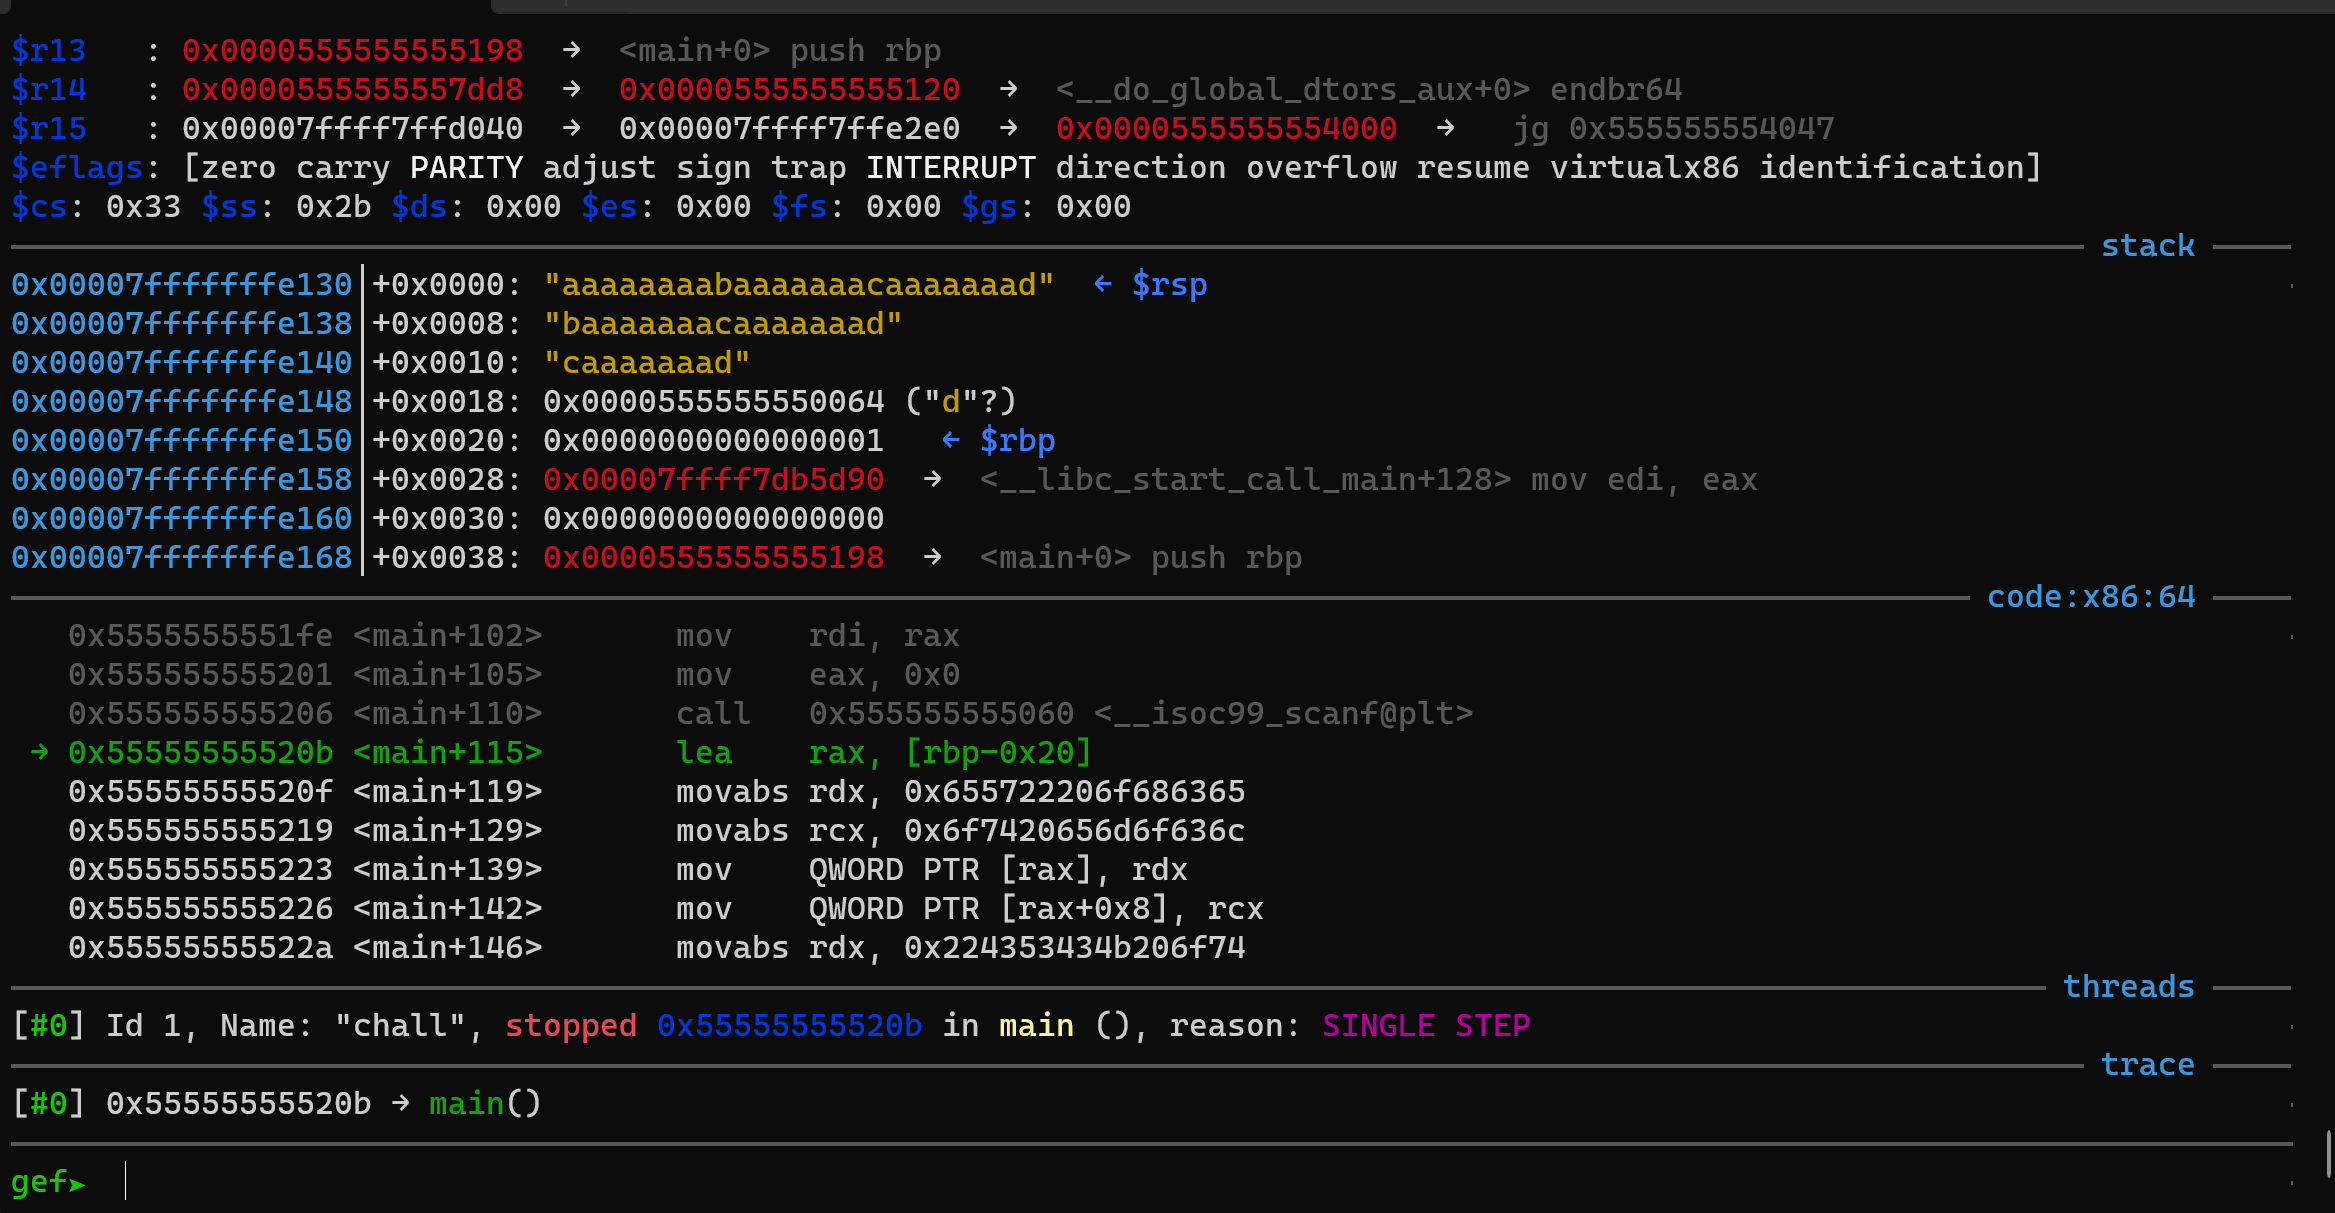 $r13   : 0x0000555555555198  →  <main+0> push rbp
$r14   : 0x0000555555557dd8  →  0x0000555555555120  →  <__do_global_dtors_aux+0> endbr64
$r15   : 0x00007ffff7ffd040  →  0x00007ffff7ffe2e0  →  0x0000555555554000  →   jg 0x555555554047
$eflags: [zero carry PARITY adjust sign trap INTERRUPT direction overflow resume virtualx86 identification]
$cs: 0x33 $ss: 0x2b $ds: 0x00 $es: 0x00 $fs: 0x00 $gs: 0x00
stack
0x00007fffffffe130│+0x0000: "aaaaaaaabaaaaaaacaaaaaaad"  ← $rsp
0x00007fffffffe138│+0x0008: "baaaaaaacaaaaaaad"
0x00007fffffffe140│+0x0010: "caaaaaaad"
0x00007fffffffe148│+0x0018: 0x0000555555550064 ("d"?)
0x00007fffffffe150│+0x0020: 0x0000000000000001   ← $rbp
0x00007fffffffe158│+0x0028: 0x00007ffff7db5d90  →  <__libc_start_call_main+128> mov edi, eax
0x00007fffffffe160│+0x0030: 0x0000000000000000
0x00007fffffffe168│+0x0038: 0x0000555555555198  →  <main+0> push rbp
code:x86:64
0x5555555551fe <main+102>       mov    rdi, rax
0x555555555201 <main+105>       mov    eax, 0x0
0x555555555206 <main+110>       call   0x555555555060 <__isoc99_scanf@plt>
→ 0x55555555520b <main+115>       lea    rax, [rbp-0x20]
0x55555555520f <main+119>       movabs rdx, 0x655722206f686365
0x555555555219 <main+129>       movabs rcx, 0x6f7420656d6f636c
0x555555555223 <main+139>       mov    QWORD PTR [rax], rdx
0x555555555226 <main+142>       mov    QWORD PTR [rax+0x8], rcx
0x55555555522a <main+146>       movabs rdx, 0x224353434b206f74
threads
[#0] Id 1, Name: "chall", stopped 0x55555555520b in main (), reason: SINGLE STEP
trace
[#0] 0x55555555520b → main()
gef➤